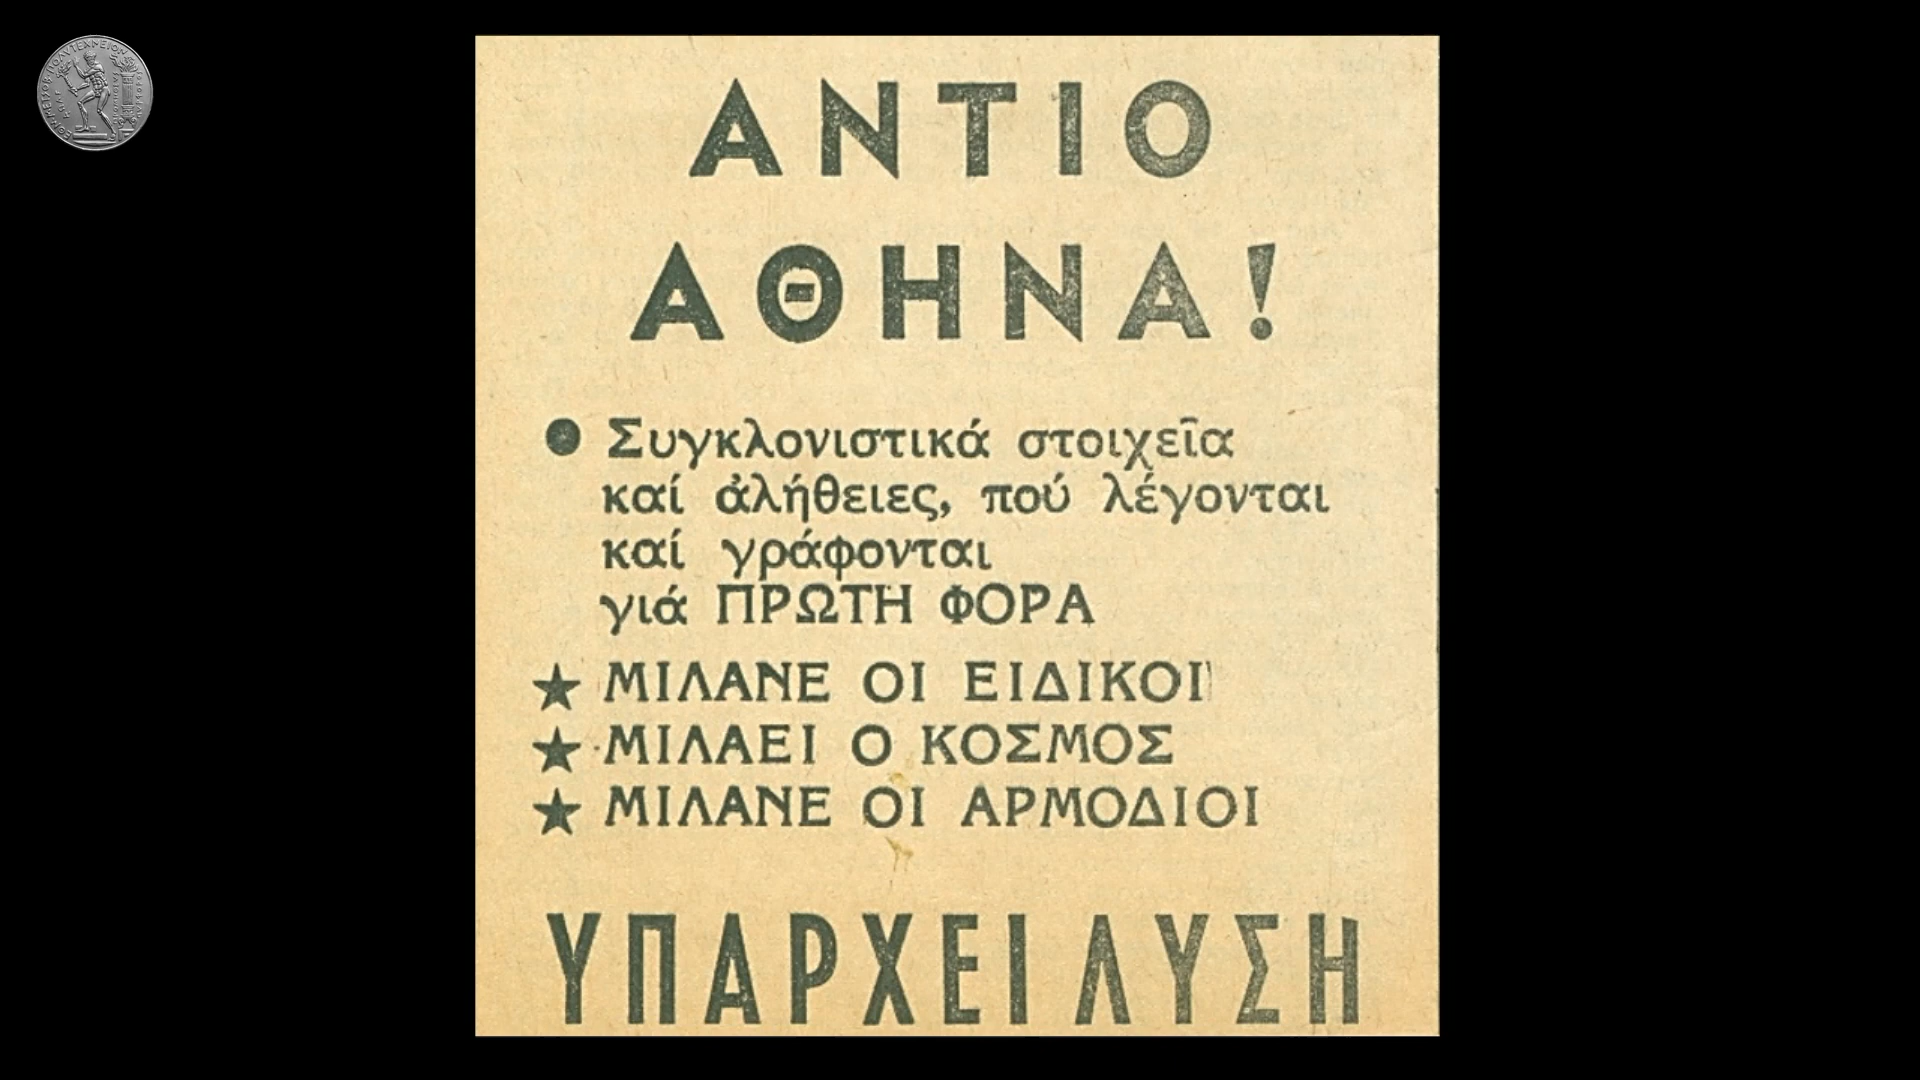 ΑΝΤΙΟ
ΑΘΗΝΑ!
● Συγκλονιστικά στοιχεῖα
καί ἀλήθειες, πού λέγονται
καί γράφονται
γιά ΠΡΩΤΗ ΦΟΡΑ
★ ΜΙΛΑΝΕ ΟΙ ΕΙΔΙΚΟΙ
★ ΜΙΛΑΕΙ Ο ΚΟΣΜΟΣ
★ ΜΙΛΑΝΕ ΟΙ ΑΡΜΟΔΙΟΙ
ΥΠΑΡΧΕΙ ΛΥΣΗ